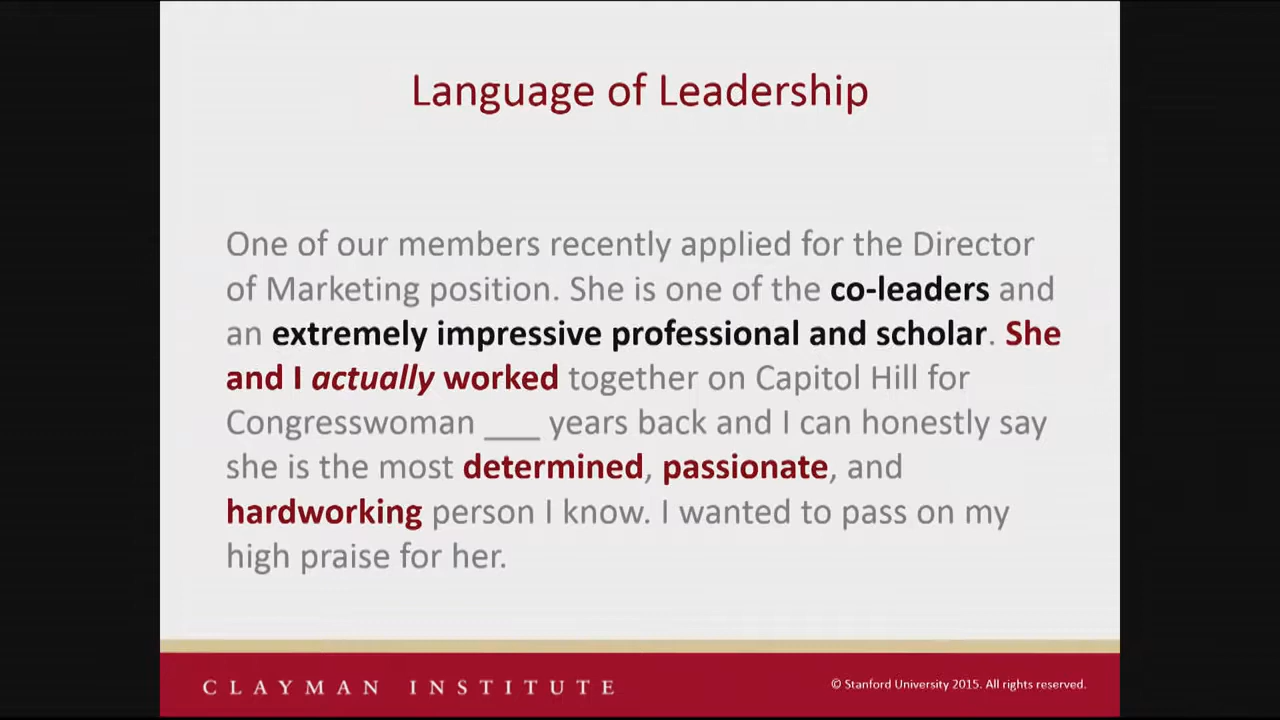 Language of Leadership
One of our members recently applied for the Director
of Marketing position. She is one of the co-leaders and
an extremely impressive professional and scholar. She
and I actually worked together on Capitol Hill for
Congresswoman ___ years back and I can honestly say
she is the most determined, passionate, and
hardworking person I know. I wanted to pass on my
high praise for her.
CLAYMAN INSTITUTE
© Stanford University 2015. All rights reserved.